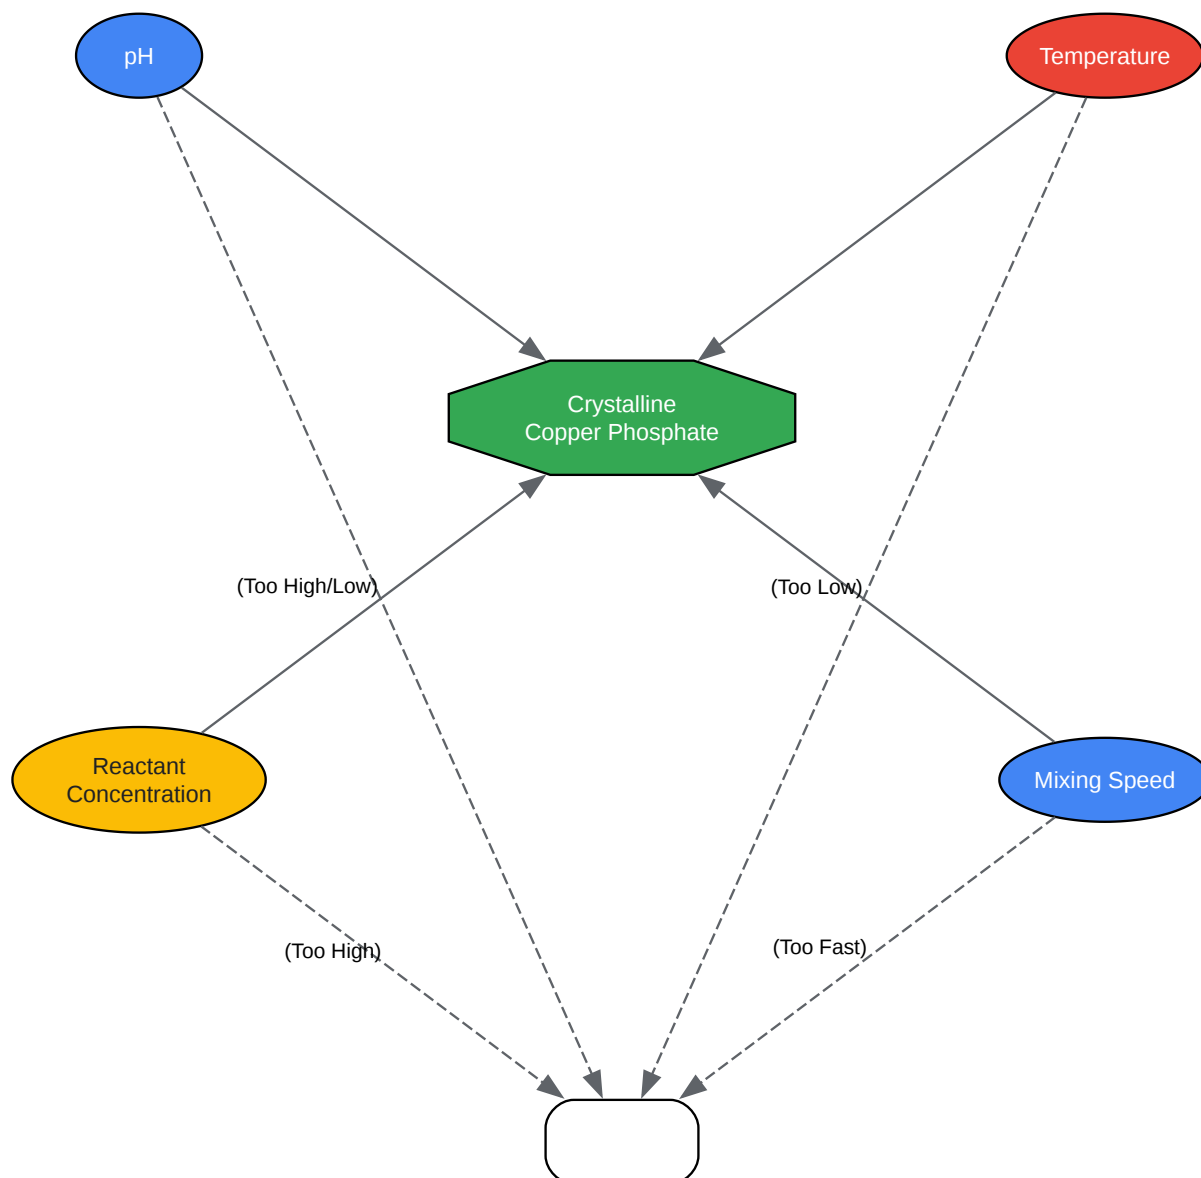 pH
Temperature
Crystalline
Copper Phosphate
(Too High/Low)
(Too Low)
Reactant
Concentration
Mixing Speed
(Too High)
(Too Fast)